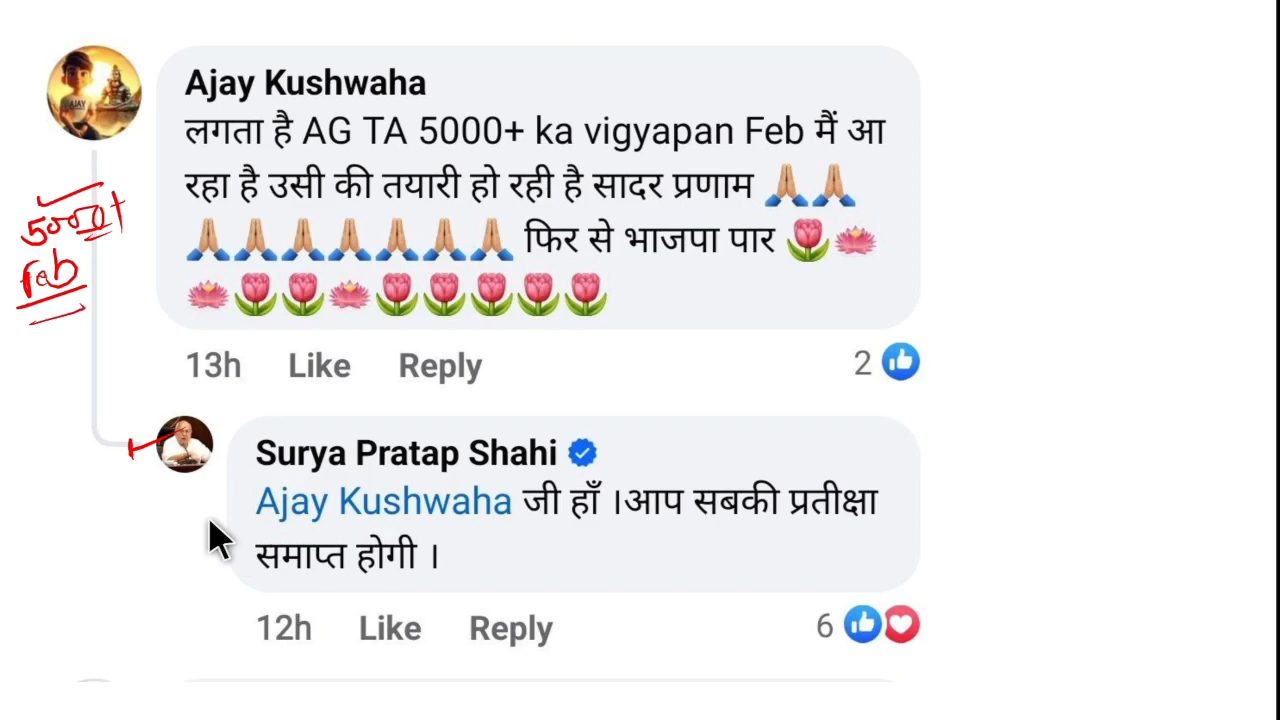 Ajay Kushwaha
लगता है AG TA 5000+ ka vigyapan Feb मैं आ
रहा है उसी की तयारी हो रही है सादर प्रणाम 🙏🏼🙏🏼
🙏🏼🙏🏼🙏🏼🙏🏼🙏🏼🙏🏼🙏🏼 फिर से भाजपा पार 🌷🪷
🪷🌷🌷🪷🌷🌷🌷🌷🌷
5000+
Feb
13h Like Reply 2
AJAY
Surya Pratap Shahi
Ajay Kushwaha जी हाँ ।आप सबकी प्रतीक्षा
समाप्त होगी ।
12h Like Reply 6